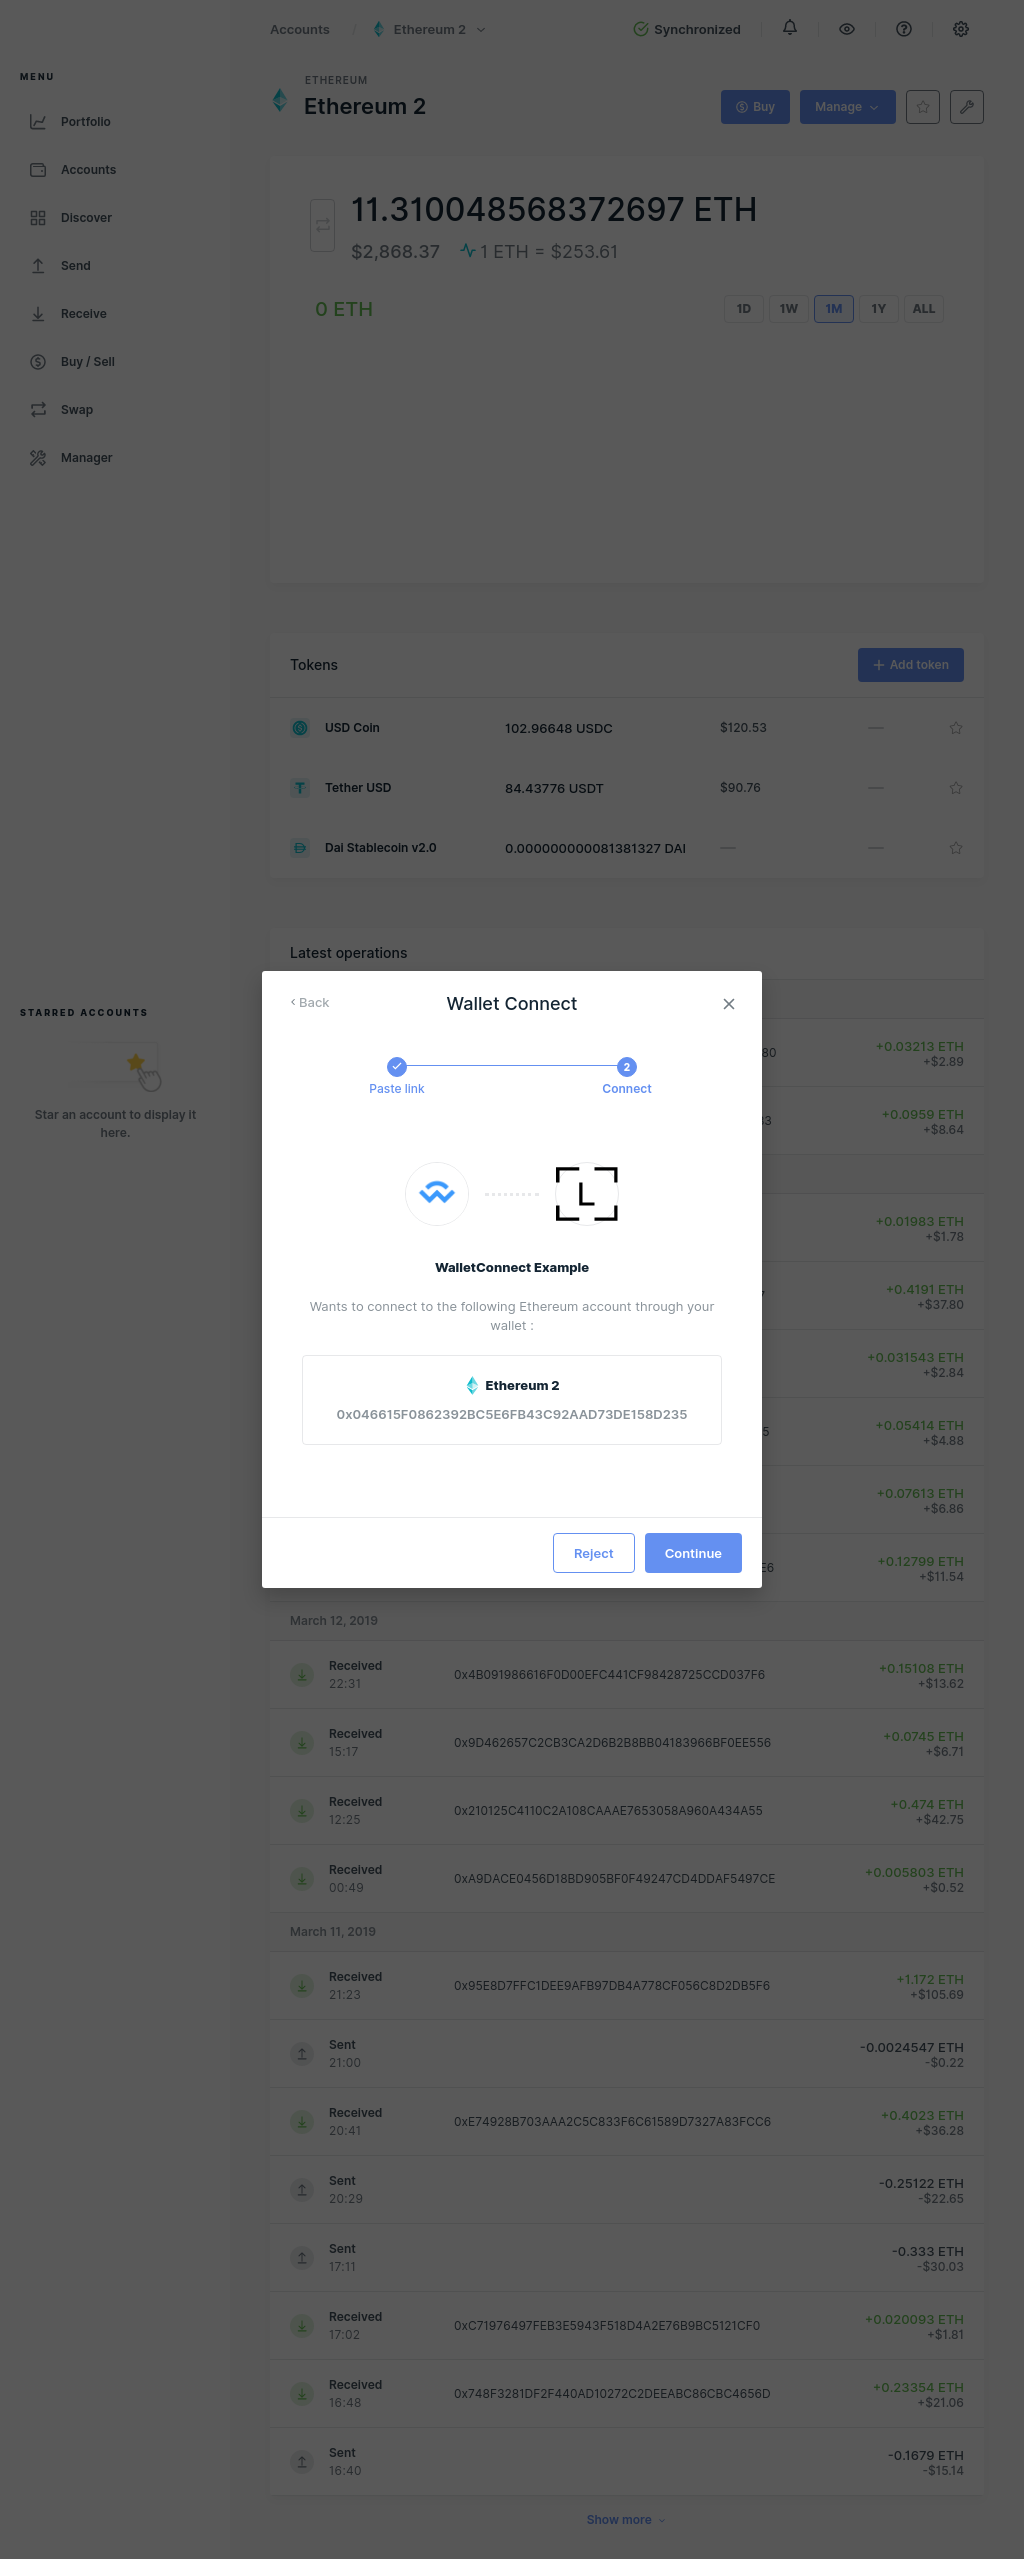 Accounts / Ethereum 2
Synchronized
MENU
Portfolio
Accounts
Discover
Send
Receive
Buy / Sell
Swap
Manager
STARRED ACCOUNTS
Star an account to display it
here.
ETHEREUM
Ethereum 2
Buy
Manage
11.310048568372697 ETH
$2,868.37 1 ETH = $253.61
0 ETH
1D 1W 1M 1Y ALL
Tokens
Add token
USD Coin 102.96648 USDC $120.53 —
Tether USD 84.43776 USDT $90.76 —
Dai Stablecoin v2.0 0.000000000081381327 DAI — —
Latest operations
Back
Wallet Connect
Paste link
2
Connect
L
WalletConnect Example
Wants to connect to the following Ethereum account through your
wallet :
Ethereum 2
0x046615F0862392BC5E6FB43C92AAD73DE158D235
Reject
Continue
80 +0.03213 ETH
+$2.89
+0.0959 ETH
+$8.64
+0.01983 ETH
+$1.78
+0.4191 ETH
+$37.80
+0.031543 ETH
+$2.84
5 +0.05414 ETH
+$4.88
+0.07613 ETH
+$6.86
E6 +0.12799 ETH
+$11.54
March 12, 2019
Received 0x4B091986616F0D00EFC441CF98428725CCD037F6 +0.15108 ETH
22:31 +$13.62
Received 0x9D462657C2CB3CA2D6B2B8BB04183966BF0EE556 +0.0745 ETH
15:17 +$6.71
Received 0x210125C4110C2A108CAAAE7653058A960A434A55 +0.474 ETH
12:25 +$42.75
Received 0xA9DACE0456D18BD905BF0F49247CD4DDAF5497CE +0.005803 ETH
00:49 +$0.52
March 11, 2019
Received 0x95E8D7FFC1DEE9AFB97DB4A778CF056C8D2DB5F6 +1.172 ETH
21:23 +$105.69
Sent -0.0024547 ETH
21:00 -$0.22
Received 0xE74928B703AAA2C5C833F6C61589D7327A83FCC6 +0.4023 ETH
20:41 +$36.28
Sent -0.25122 ETH
20:29 -$22.65
Sent -0.333 ETH
17:11 -$30.03
Received 0xC71976497FEB3E5943F518D4A2E76B9BC5121CF0 +0.020093 ETH
17:02 +$1.81
Received 0x748F3281DF2F440AD10272C2DEEABC86CBC4656D +0.23354 ETH
16:48 +$21.06
Sent -0.1679 ETH
16:40 -$15.14
Show more